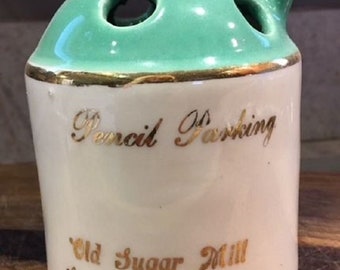 Pencil Parking
Old Sugar Mill